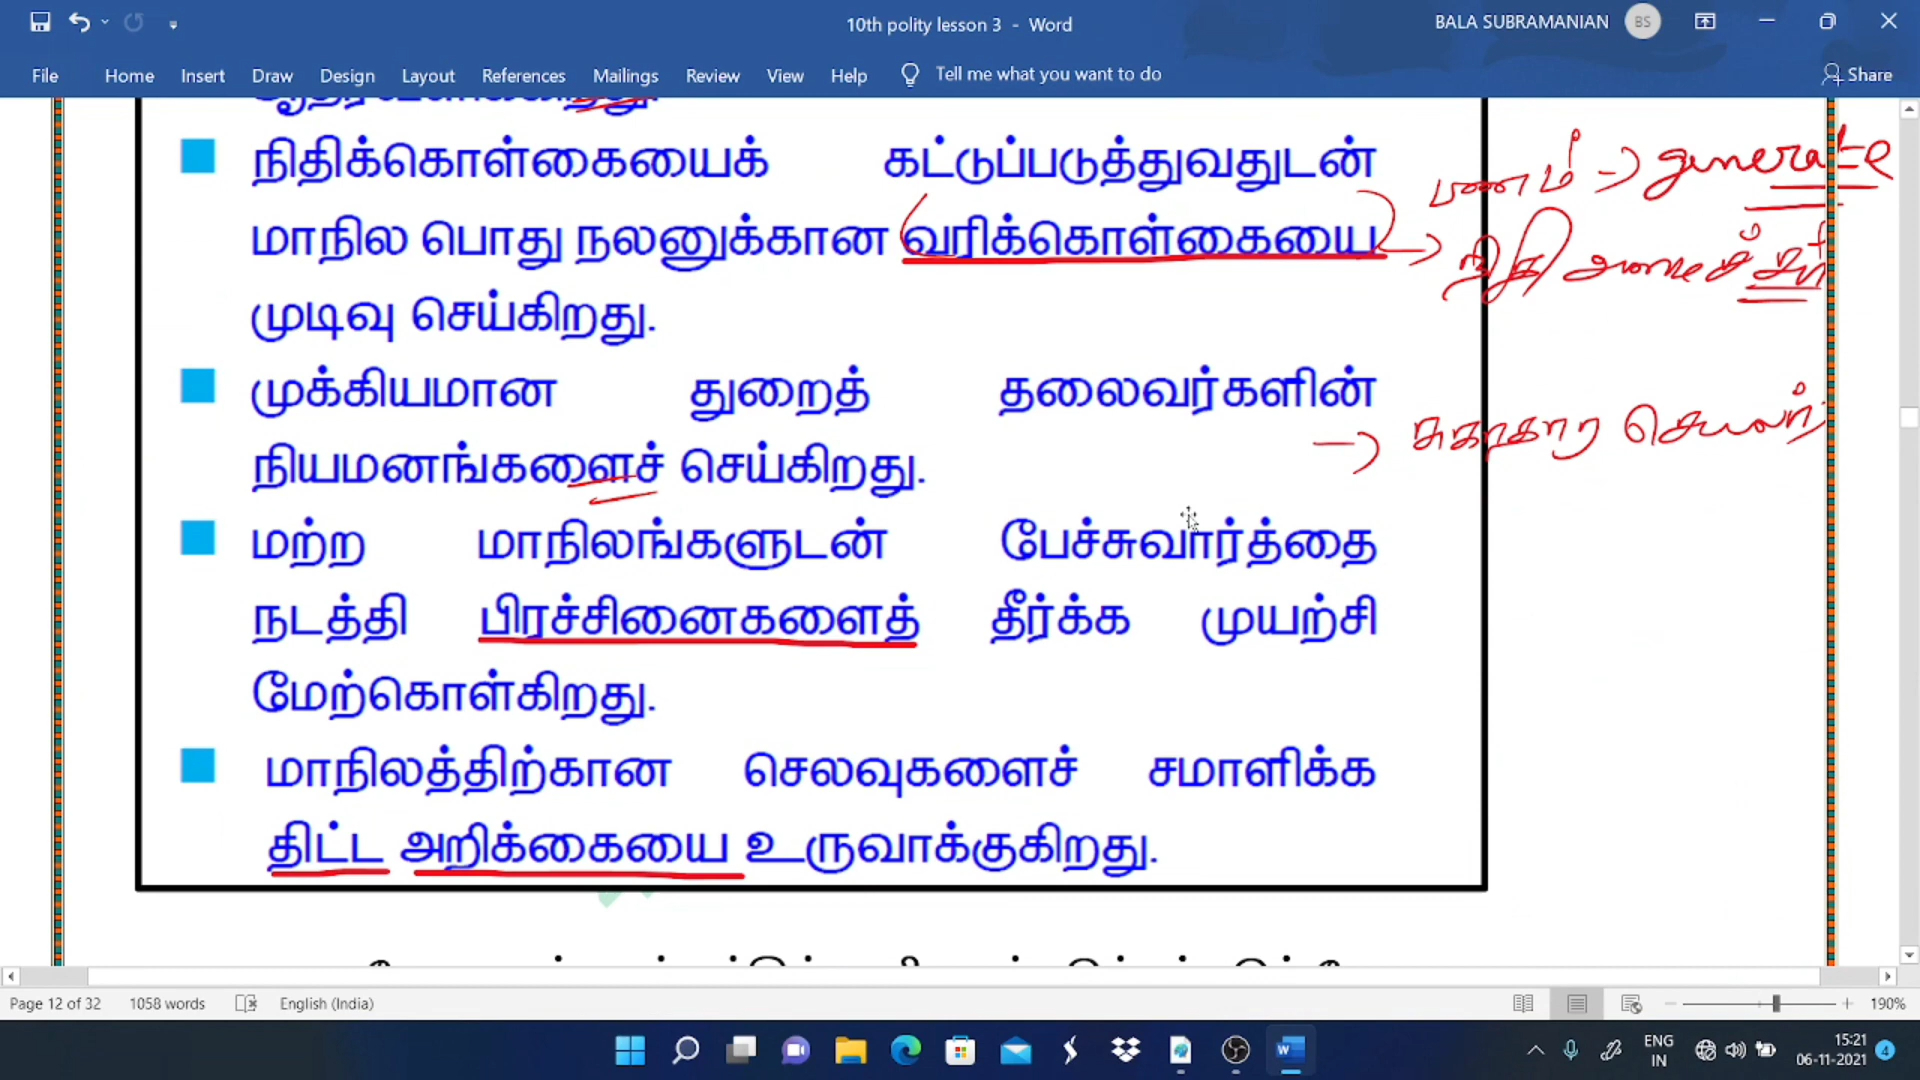 10th polity lesson 3 - Word
BALA SUBRAMANIAN BS
File Home Insert Draw Design Layout References Mailings Review View Help Tell me what you want to do Share
நிதிக்கொள்கையைக் கட்டுப்படுத்துவதுடன்
மாநில பொது நலனுக்கான வரிக்கொள்கையை
முடிவு செய்கிறது.
பணம் → generate
→ நிதி அமைச்சர்
முக்கியமான துறைத் தலைவர்களின்
நியமனங்களைச் செய்கிறது.
→ சுகாதார செயலர்
மற்ற மாநிலங்களுடன் பேச்சுவார்த்தை
நடத்தி பிரச்சினைகளைத் தீர்க்க முயற்சி
மேற்கொள்கிறது.
மாநிலத்திற்கான செலவுகளைச் சமாளிக்க
திட்ட அறிக்கையை உருவாக்குகிறது.
Page 12 of 32 1058 words English (India) 190%
ENG 15:21
IN 06-11-2021 4